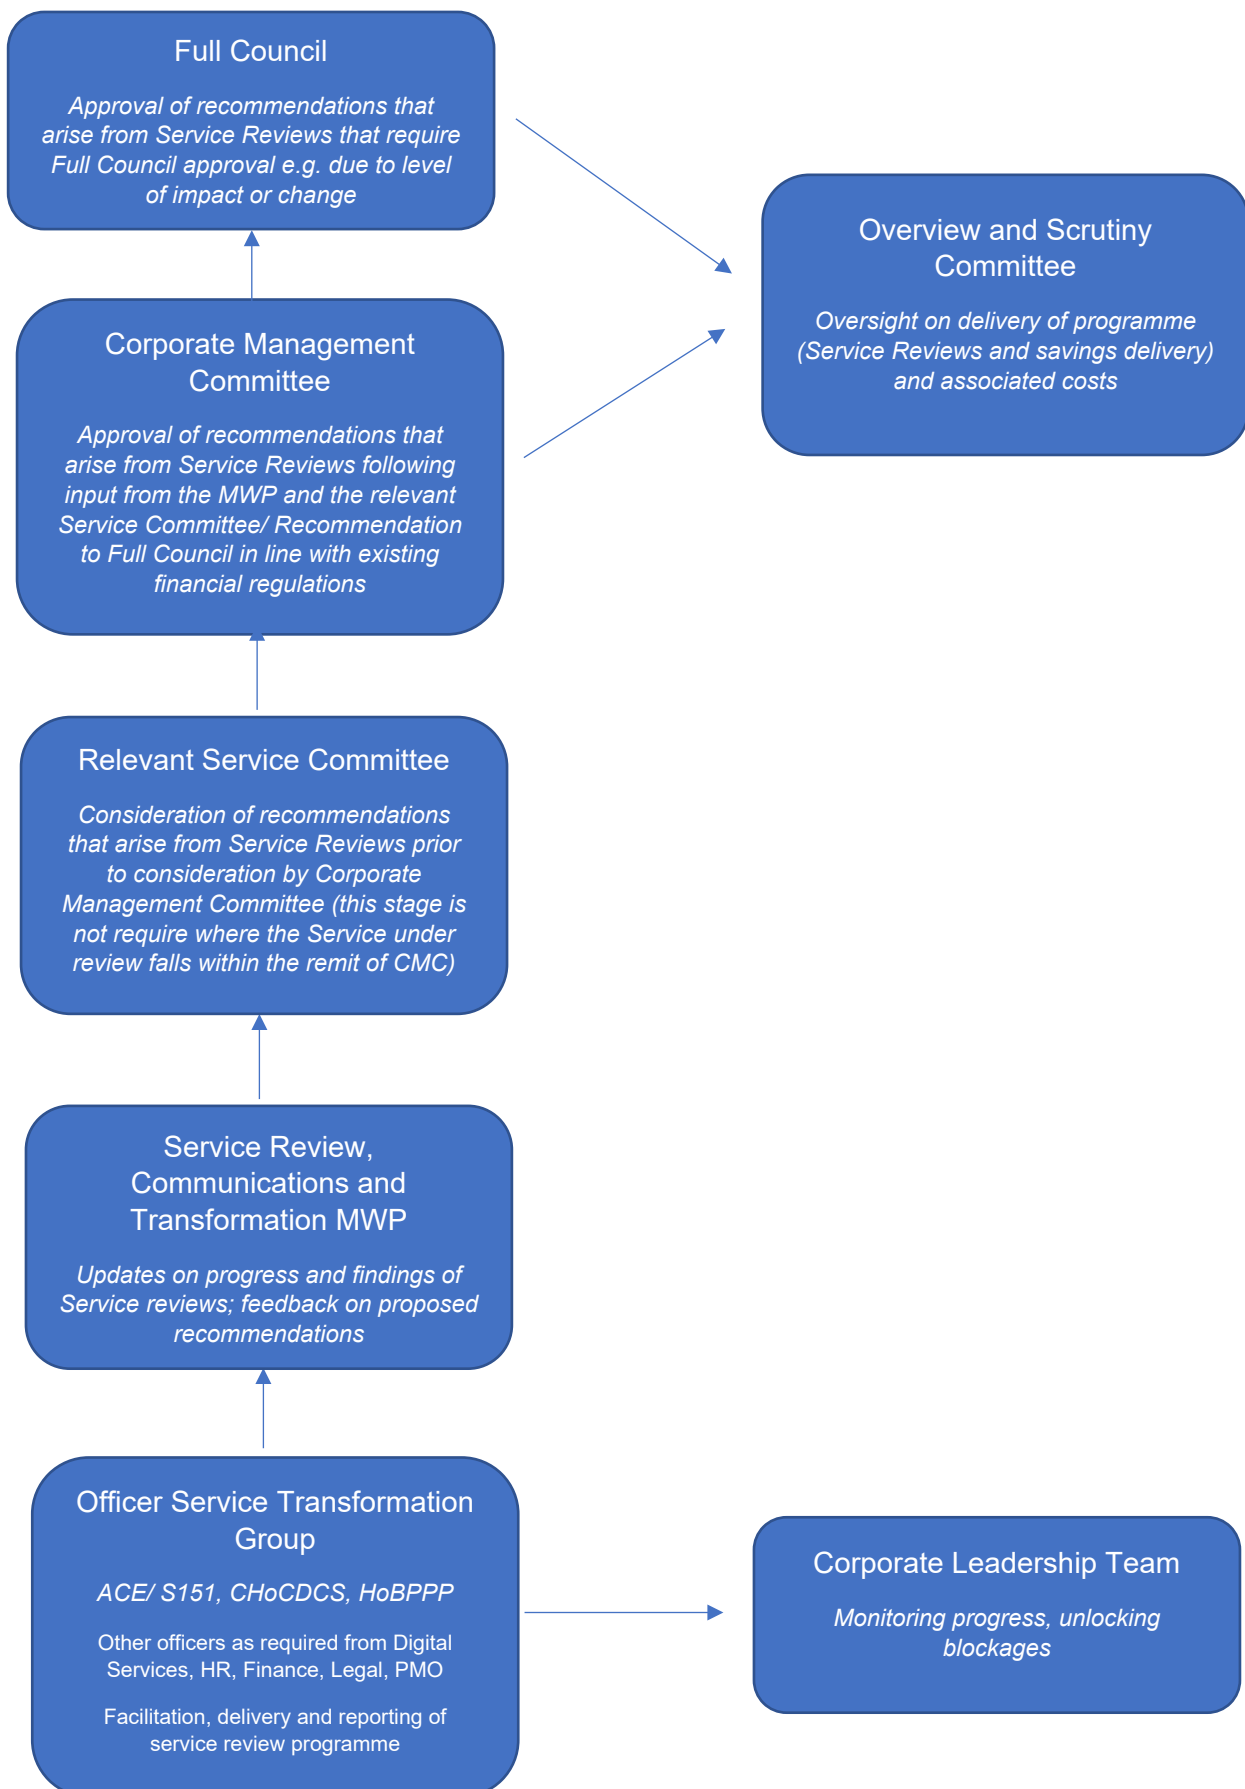 Full Council
Approval of recommendations that
arise from Service Reviews that require
Full Council approval e.g. due to level
of impact or change
Overview and Scrutiny
Committee
Oversight on delivery of programme
(Service Reviews and savings delivery)
and associated costs
Corporate Management
Committee
Approval of recommendations that
arise from Service Reviews following
input from the MWP and the relevant
Service Committee/ Recommendation
to Full Council in line with existing
financial regulations
Relevant Service Committee
Consideration of recommendations
that arise from Service Reviews prior
to consideration by Corporate
Management Committee (this stage is
not require where the Service under
review falls within the remit of CMC)
Service Review,
Communications and
Transformation MWP
Updates on progress and findings of
Service reviews; feedback on proposed
recommendations
Officer Service Transformation
Group
ACE/ S151, CHoCDCS, HoBPPP
Other officers as required from Digital
Services, HR, Finance, Legal, PMO
Facilitation, delivery and reporting of
service review programme
Corporate Leadership Team
Monitoring progress, unlocking
blockages